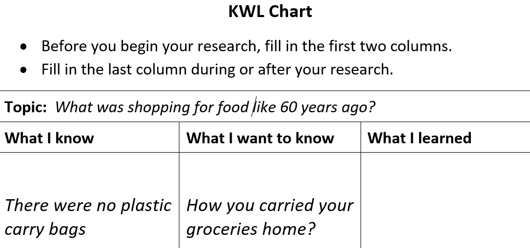 KWL Chart
• Before you begin your research, fill in the first two columns.
• Fill in the last column during or after your research.
Topic: What was shopping for food like 60 years ago?
What I know
What I want to know
What I learned
There were no plastic
carry bags
How you carried your
groceries home?